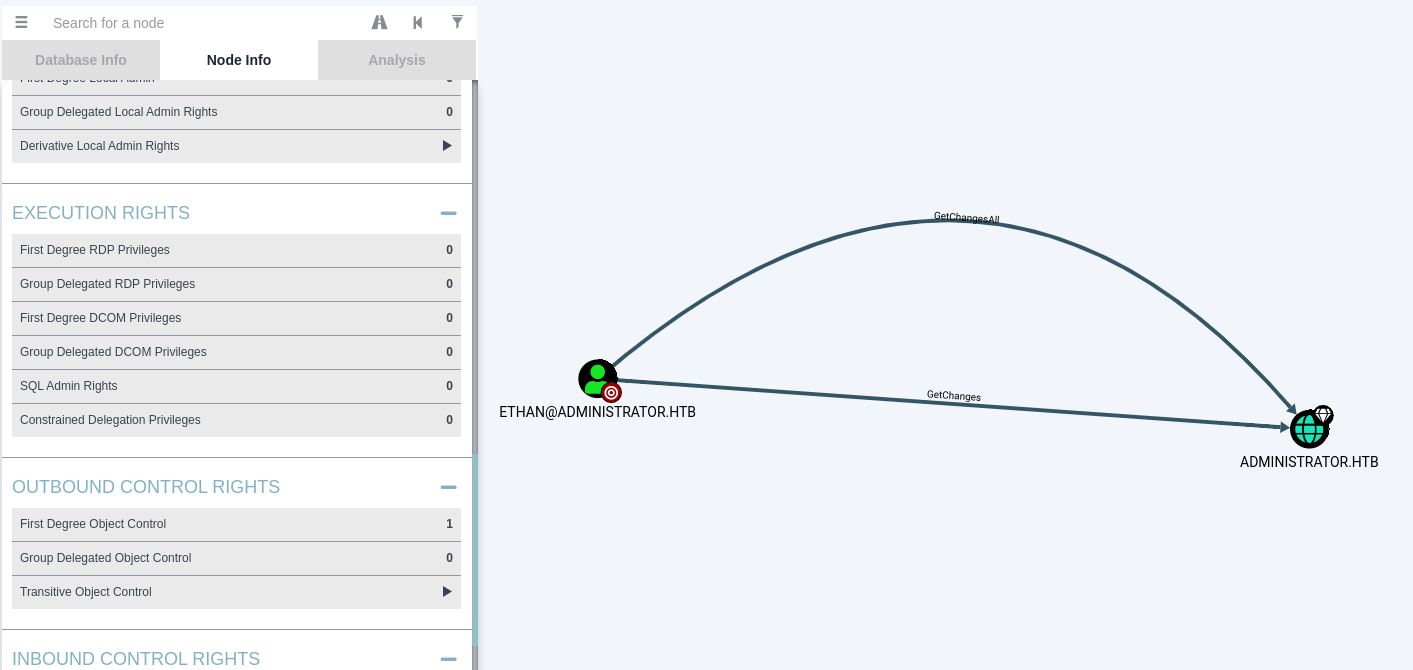 Search for a node
Database Info
Node Info
Analysis
First Degree Local Admin 0
Group Delegated Local Admin Rights 0
Derivative Local Admin Rights
EXECUTION RIGHTS
First Degree RDP Privileges 0
Group Delegated RDP Privileges 0
First Degree DCOM Privileges 0
Group Delegated DCOM Privileges 0
SQL Admin Rights 0
Constrained Delegation Privileges 0
OUTBOUND CONTROL RIGHTS
First Degree Object Control 1
Group Delegated Object Control 0
Transitive Object Control
INBOUND CONTROL RIGHTS
GetChangesAll
GetChanges
ETHAN@ADMINISTRATOR.HTB
ADMINISTRATOR.HTB